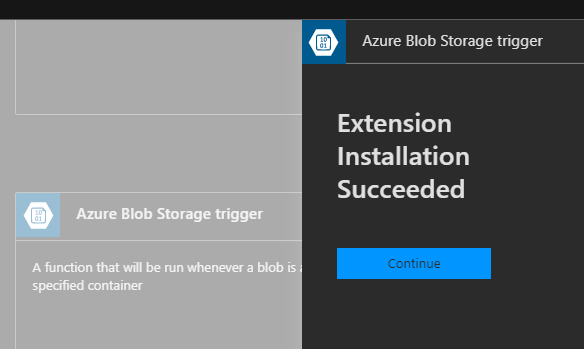 Azure Blob Storage trigger
Extension
Installation
Succeeded
Continue
Azure Blob Storage trigger
A function that will be run whenever a blob is a
specified container